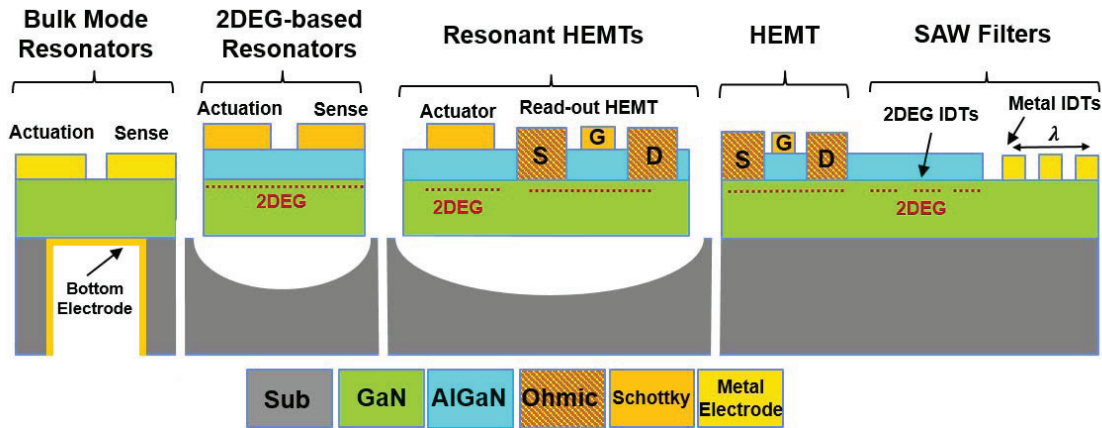 Bulk Mode
Resonators
2DEG-based
Resonators
Resonant HEMTs
HEMT
SAW Filters
Actuation
Sense
Actuation
Sense
Actuator
Read-out HEMT
2DEG IDTs
Metal IDTs
λ
S
G
D
S
G
D
2DEG
2DEG
2DEG
Bottom
Electrode
Sub
GaN
AlGaN
Ohmic
Schottky
Metal
Electrode